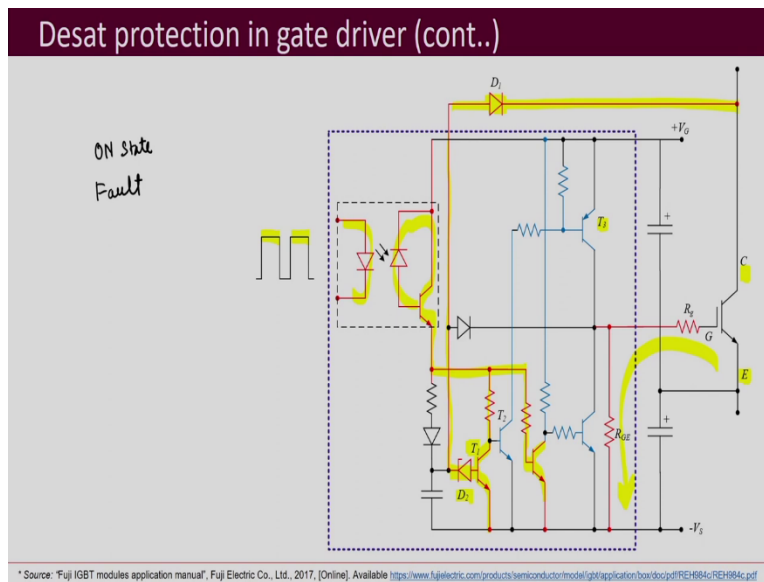 Desat protection in gate driver (cont..)
D1
ON State
Fault
+VG
T3
C
Rg
G
E
T2
RGE
T1
D2
-VS
* Source: "Fuji IGBT modules application manual", Fuji Electric Co., Ltd., 2017, [Online]. Available https://www.fujielectric.com/products/semiconductor/model/igbt/application/box/doc/pdf/REH984c/REH984c.pdf